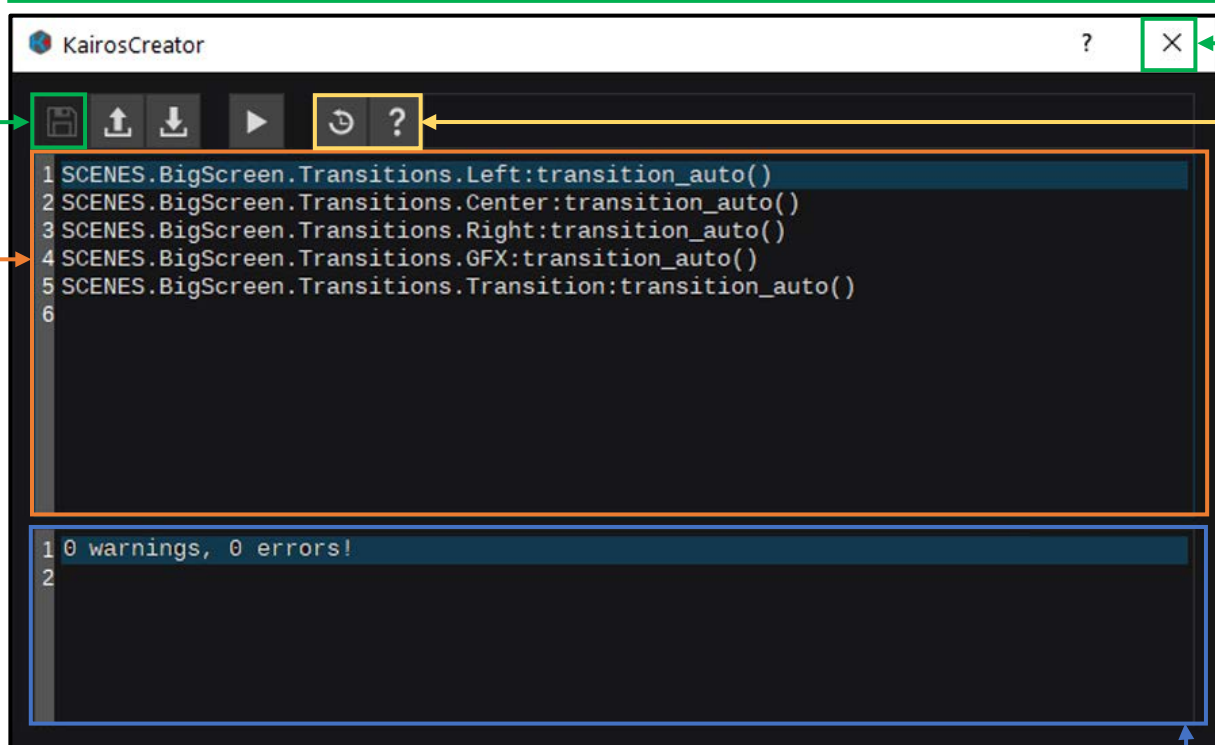 KairosCreator ? ×
?
1 SCENES.BigScreen.Transitions.Left:transition_auto()
2 SCENES.BigScreen.Transitions.Center:transition_auto()
3 SCENES.BigScreen.Transitions.Right:transition_auto()
4 SCENES.BigScreen.Transitions.GFX:transition_auto()
5 SCENES.BigScreen.Transitions.Transition:transition_auto()
6
1 0 warnings, 0 errors!
2